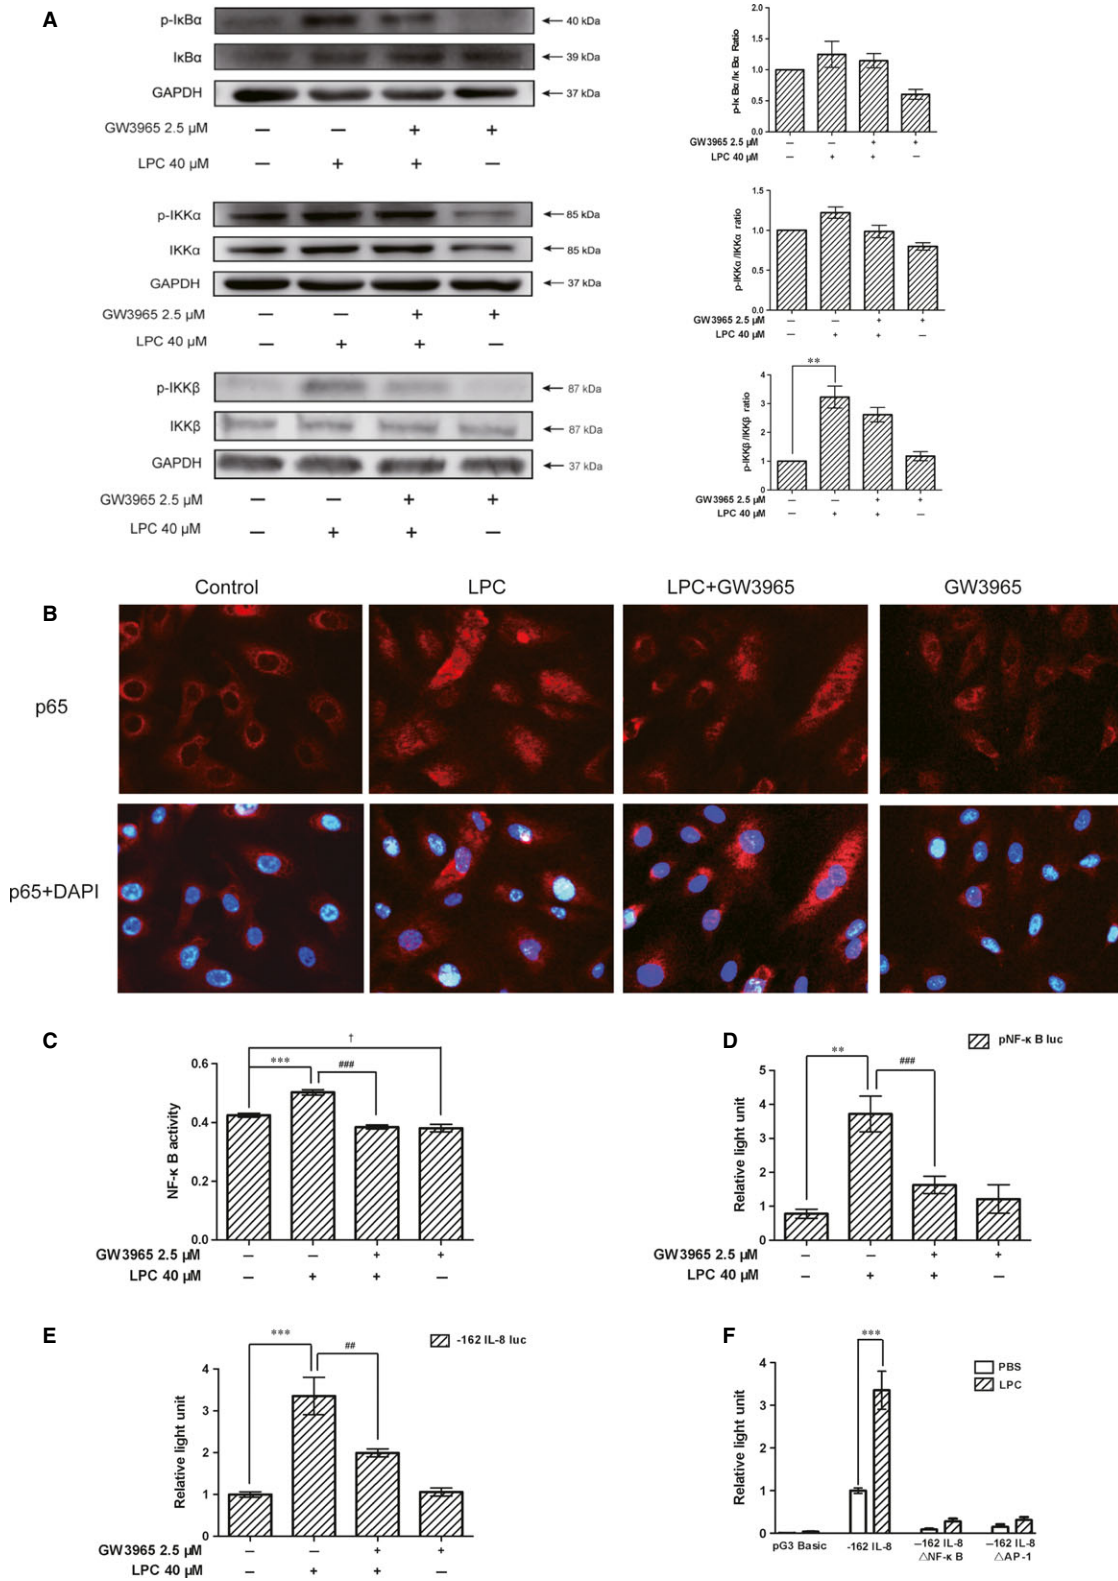 A
p-IκBα ← 40 kDa
IκBα ← 39 kDa
GAPDH ← 37 kDa
GW3965 2.5 μM – – + +
LPC 40 μM – + + –
p-Iκ Bα /Iκ Bα Ratio
2.0
1.5
1.0
0.5
0.0
GW3965 2.5 μM – – + +
LPC 40 μM – + + –
p-IKKα ← 85 kDa
IKKα ← 85 kDa
GAPDH ← 37 kDa
GW3965 2.5 μM – – + +
LPC 40 μM – + + –
p-IKKα /IKKα ratio
1.5
1.0
0.5
0.0
GW3965 2.5 μM – – + +
LPC 40 μM – + + –
p-IKKβ ← 87 kDa
IKKβ ← 87 kDa
GAPDH ← 37 kDa
GW3965 2.5 μM – – + +
LPC 40 μM – + + –
**
p-IKKβ /IKKβ ratio
4
3
2
1
0
GW3965 2.5 μM – – + +
LPC 40 μM – + + –
B
Control LPC LPC+GW3965 GW3965
p65
p65+DAPI
C
†
*** ###
NF-κ B activity
0.6
0.4
0.2
0.0
GW3965 2.5 μM – – + +
LPC 40 μM – + + –
D
pNF-κ B luc
** ###
Relative light unit
5
4
3
2
1
0
GW3965 2.5 μM – – + +
LPC 40 μM – + + –
E
-162 IL-8 luc
*** ##
Relative light unit
4
3
2
1
0
GW3965 2.5 μM – – + +
LPC 40 μM – + + –
F
***
PBS
LPC
Relative light unit
4
3
2
1
0
pG3 Basic -162 IL-8 –162 IL-8 –162 IL-8
△NF-κ B △AP-1